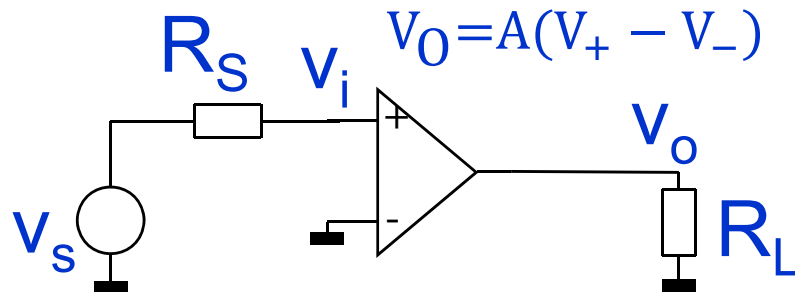 R_S
v_i
V_O=A(V_+ − V_−)
+
-
v_o
v_s
R_L